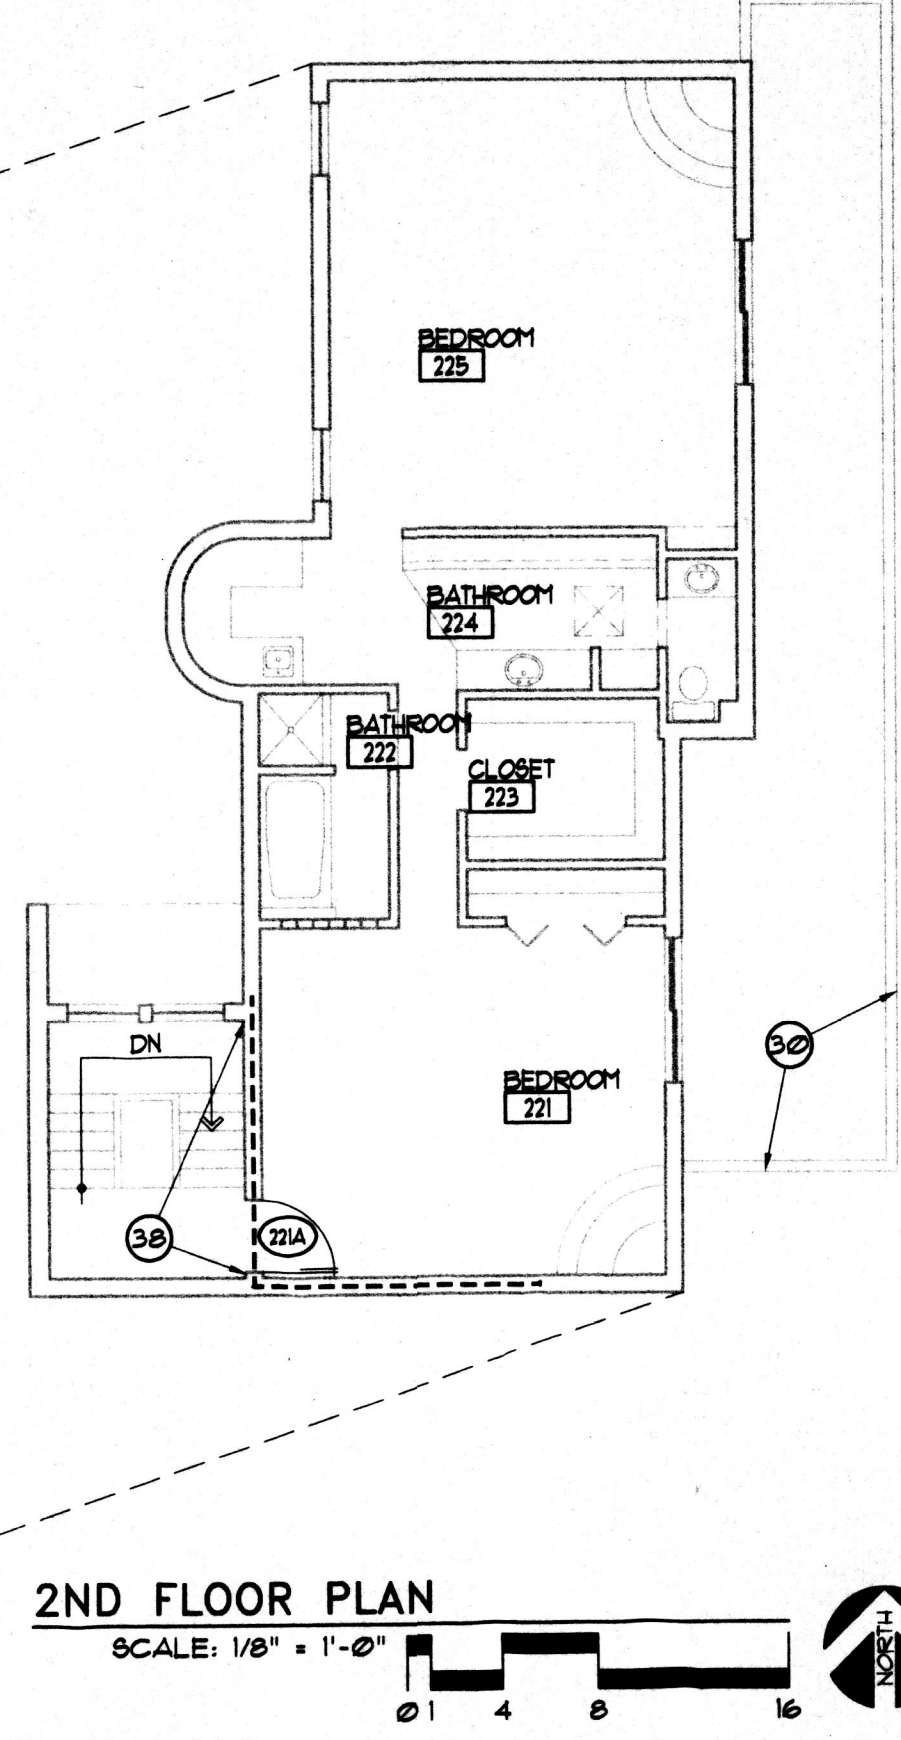 BEDROOM
225
BATHROOM
224
BATHROOM
222
CLOSET
223
DN
30
BEDROOM
221
38
221A
2ND FLOOR PLAN
SCALE: 1/8" = 1'-0"
0 1 4 8 16
NORTH